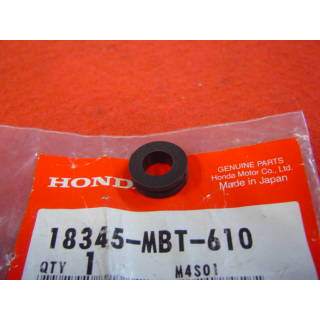 GENUINE PARTS
Honda Motor Co., Ltd.
Made in Japan
HONDA
18345-MBT-610
QTY 1 M4S01